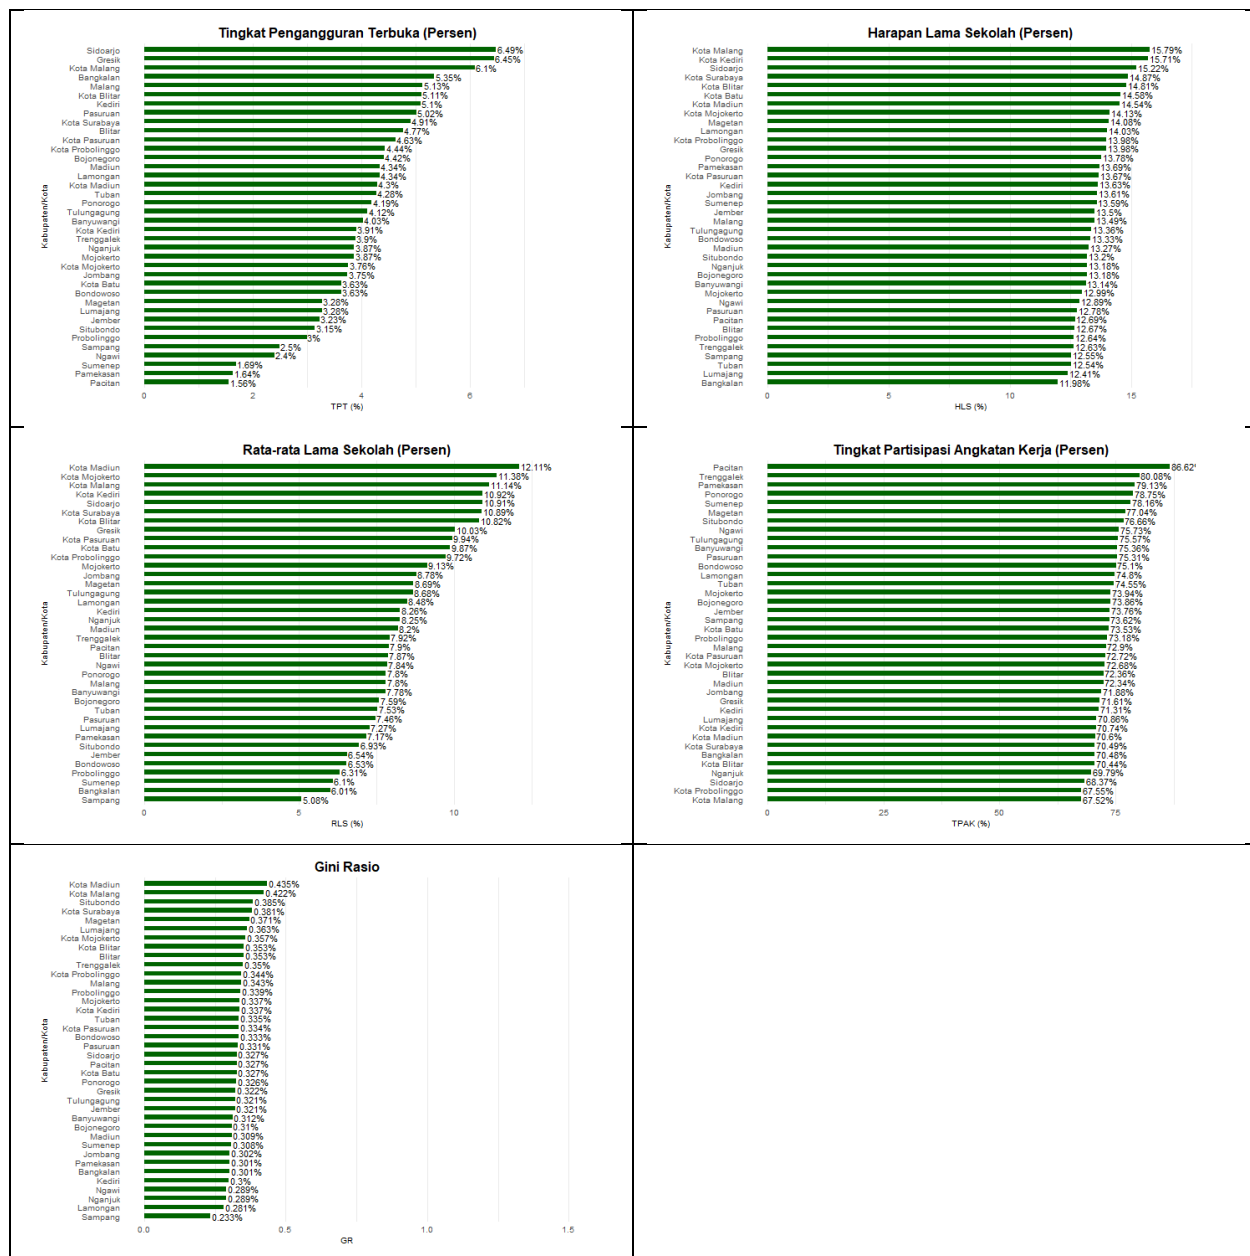 Tingkat Pengangguran Terbuka (Persen)
Kabupaten/Kota
Sidoarjo 6.49%
Gresik 6.45%
Kota Malang 6.1%
Bangkalan 5.35%
Malang 5.13%
Kota Blitar 5.11%
Kediri 5.1%
Pasuruan 5.02%
Kota Surabaya 4.91%
Blitar 4.77%
Kota Pasuruan 4.63%
Kota Probolinggo 4.44%
Bojonegoro 4.42%
Madiun 4.34%
Lamongan 4.34%
Kota Madiun 4.3%
Tuban 4.28%
Ponorogo 4.19%
Tulungagung 4.12%
Banyuwangi 4.03%
Kota Kediri 3.91%
Trenggalek 3.9%
Nganjuk 3.87%
Mojokerto 3.87%
Kota Mojokerto 3.76%
Jombang 3.75%
Kota Batu 3.63%
Bondowoso 3.63%
Magetan 3.28%
Lumajang 3.28%
Jember 3.23%
Situbondo 3.15%
Probolinggo 3%
Sampang 2.5%
Ngawi 2.4%
Sumenep 1.69%
Pamekasan 1.64%
Pacitan 1.56%
0 2 4 6
TPT (%)
Harapan Lama Sekolah (Persen)
Kabupaten/Kota
Kota Malang 15.79%
Kota Kediri 15.71%
Sidoarjo 15.22%
Kota Surabaya 14.87%
Kota Blitar 14.81%
Kota Batu 14.58%
Kota Madiun 14.54%
Kota Mojokerto 14.13%
Magetan 14.08%
Lamongan 14.03%
Kota Probolinggo 13.98%
Gresik 13.98%
Ponorogo 13.78%
Pamekasan 13.69%
Kota Pasuruan 13.67%
Kediri 13.63%
Jombang 13.61%
Sumenep 13.59%
Jember 13.5%
Malang 13.49%
Tulungagung 13.36%
Bondowoso 13.33%
Madiun 13.27%
Situbondo 13.2%
Nganjuk 13.18%
Bojonegoro 13.18%
Banyuwangi 13.14%
Mojokerto 12.99%
Ngawi 12.89%
Pasuruan 12.78%
Pacitan 12.69%
Blitar 12.67%
Probolinggo 12.64%
Trenggalek 12.63%
Sampang 12.55%
Tuban 12.54%
Lumajang 12.41%
Bangkalan 11.98%
0 5 10 15
HLS (%)
Rata-rata Lama Sekolah (Persen)
Kabupaten/Kota
Kota Madiun 12.11%
Kota Mojokerto 11.38%
Kota Malang 11.14%
Kota Kediri 10.92%
Sidoarjo 10.91%
Kota Surabaya 10.89%
Kota Blitar 10.82%
Gresik 10.03%
Kota Pasuruan 9.94%
Kota Batu 9.87%
Kota Probolinggo 9.72%
Mojokerto 9.13%
Jombang 8.78%
Magetan 8.69%
Tulungagung 8.68%
Lamongan 8.48%
Kediri 8.26%
Nganjuk 8.25%
Madiun 8.2%
Trenggalek 7.92%
Pacitan 7.9%
Blitar 7.87%
Ngawi 7.84%
Ponorogo 7.8%
Malang 7.8%
Banyuwangi 7.78%
Bojonegoro 7.59%
Tuban 7.53%
Pasuruan 7.46%
Lumajang 7.27%
Pamekasan 7.17%
Situbondo 6.93%
Jember 6.54%
Bondowoso 6.53%
Probolinggo 6.31%
Sumenep 6.1%
Bangkalan 6.01%
Sampang 5.08%
0 5 10
RLS (%)
Tingkat Partisipasi Angkatan Kerja (Persen)
Kabupaten/Kota
Pacitan 86.62%
Trenggalek 80.08%
Pamekasan 79.13%
Ponorogo 78.75%
Sumenep 78.16%
Magetan 77.04%
Situbondo 76.66%
Ngawi 75.73%
Tulungagung 75.57%
Banyuwangi 75.36%
Pasuruan 75.31%
Bondowoso 75.1%
Lamongan 74.8%
Tuban 74.55%
Mojokerto 73.94%
Bojonegoro 73.86%
Jember 73.76%
Sampang 73.62%
Kota Batu 73.53%
Probolinggo 73.18%
Malang 72.9%
Kota Pasuruan 72.72%
Kota Mojokerto 72.68%
Blitar 72.36%
Madiun 72.34%
Jombang 71.88%
Gresik 71.61%
Kediri 71.31%
Lumajang 70.86%
Kota Kediri 70.74%
Kota Madiun 70.6%
Kota Surabaya 70.49%
Bangkalan 70.48%
Kota Blitar 70.44%
Nganjuk 69.79%
Sidoarjo 68.37%
Kota Probolinggo 67.55%
Kota Malang 67.52%
0 25 50 75
TPAK (%)
Gini Rasio
Kabupaten/Kota
Kota Madiun 0.435%
Kota Malang 0.422%
Situbondo 0.385%
Kota Surabaya 0.381%
Magetan 0.371%
Lumajang 0.363%
Kota Mojokerto 0.357%
Kota Blitar 0.353%
Blitar 0.353%
Trenggalek 0.35%
Kota Probolinggo 0.344%
Malang 0.343%
Probolinggo 0.339%
Mojokerto 0.337%
Kota Kediri 0.337%
Tuban 0.335%
Kota Pasuruan 0.334%
Bondowoso 0.333%
Pasuruan 0.331%
Sidoarjo 0.327%
Pacitan 0.327%
Kota Batu 0.327%
Ponorogo 0.326%
Gresik 0.322%
Tulungagung 0.321%
Jember 0.321%
Banyuwangi 0.312%
Bojonegoro 0.31%
Madiun 0.309%
Sumenep 0.308%
Jombang 0.302%
Pamekasan 0.301%
Bangkalan 0.301%
Kediri 0.3%
Ngawi 0.289%
Nganjuk 0.289%
Lamongan 0.281%
Sampang 0.233%
0.0 0.5 1.0 1.5
GR